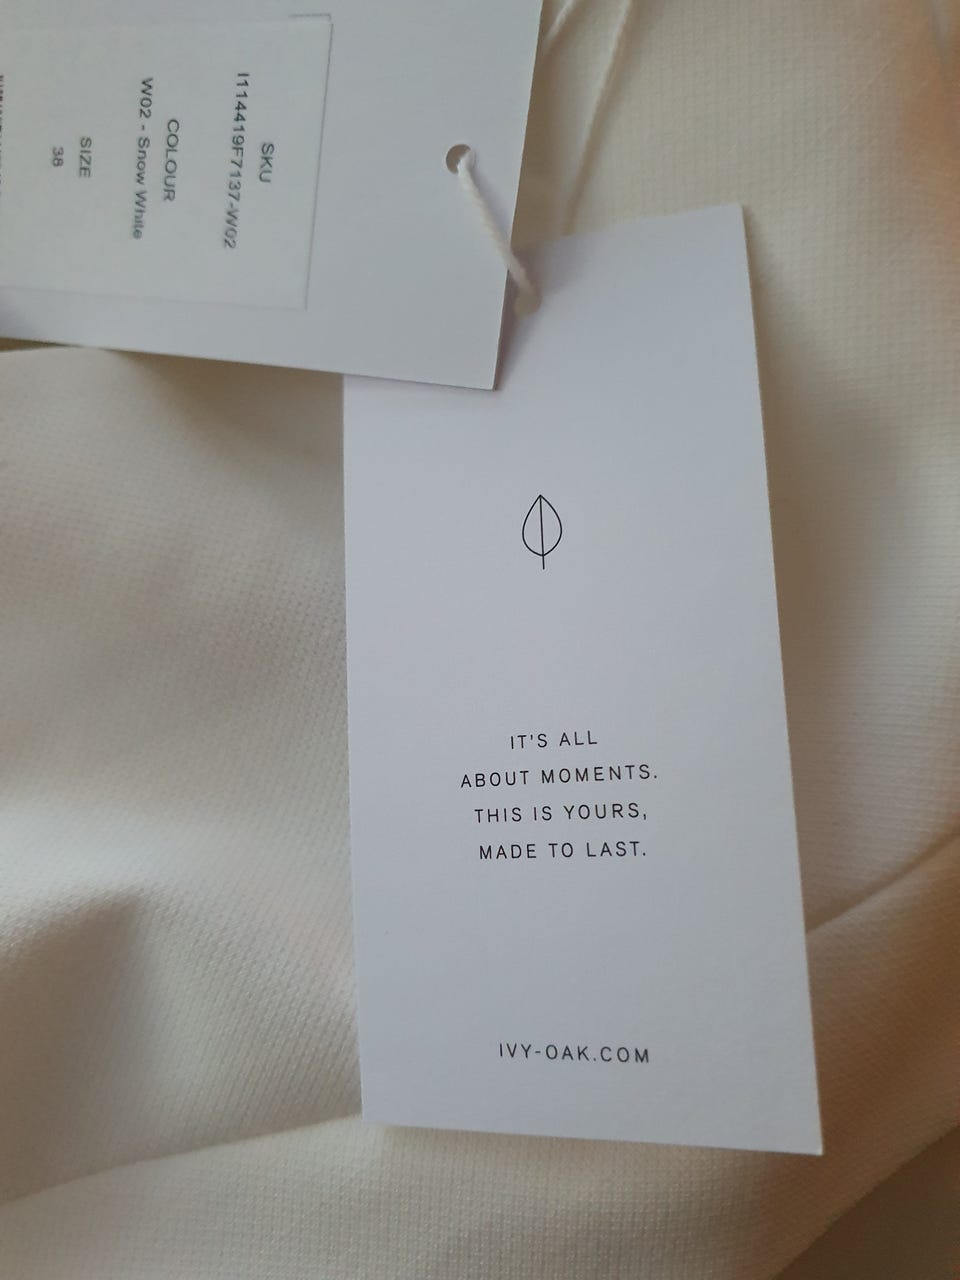 SKU
I114419F7137-W02
COLOUR
W02 - Snow White
SIZE
38
IT'S ALL
ABOUT MOMENTS.
THIS IS YOURS,
MADE TO LAST.
IVY-OAK.COM